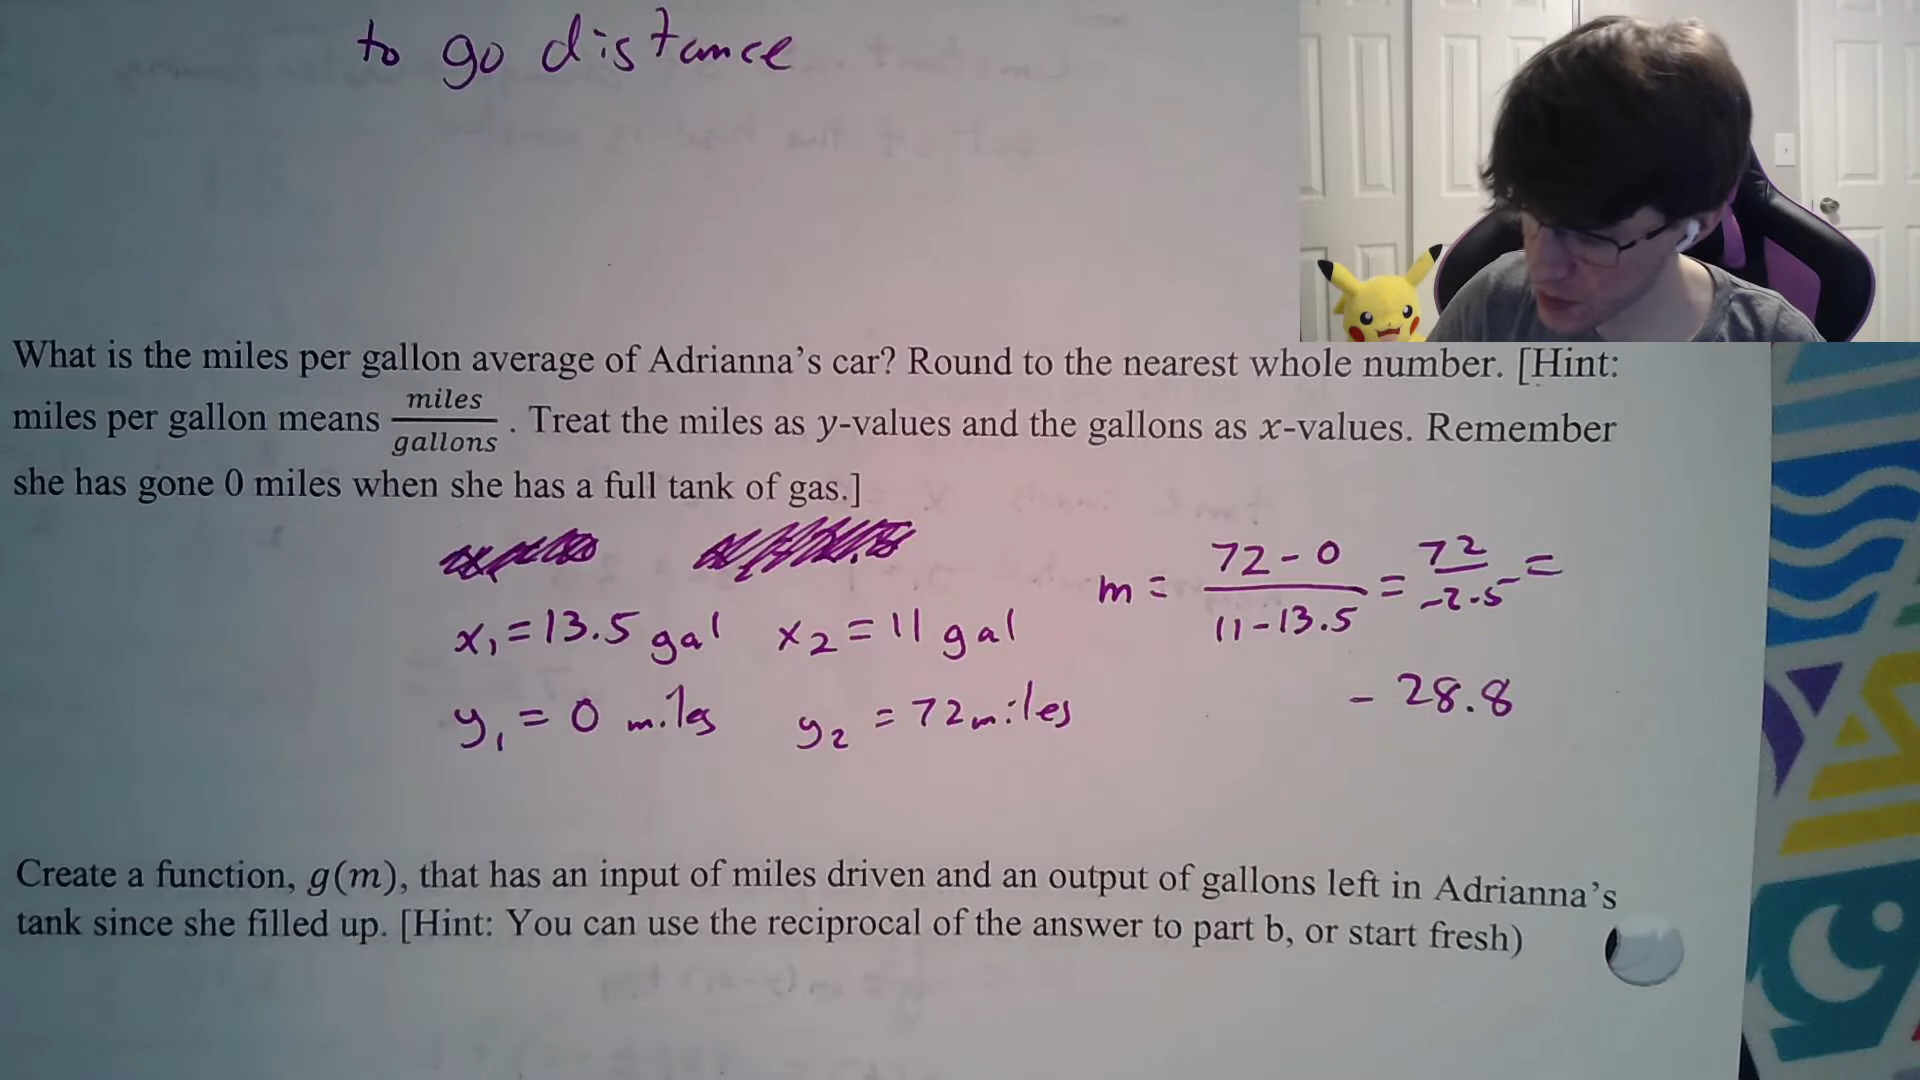 to go distance
What is the miles per gallon average of Adrianna's car? Round to the nearest whole number. [Hint:
miles per gallon means miles/gallons. Treat the miles as y-values and the gallons as x-values. Remember
she has gone 0 miles when she has a full tank of gas.]
x₁ = 13.5 gal x₂ = 11 gal
y₁ = 0 miles y₂ = 72 miles
m = (72 - 0)/(11 - 13.5) = 72/-2.5 =
- 28.8
Create a function, g(m), that has an input of miles driven and an output of gallons left in Adrianna's
tank since she filled up. [Hint: You can use the reciprocal of the answer to part b, or start fresh)